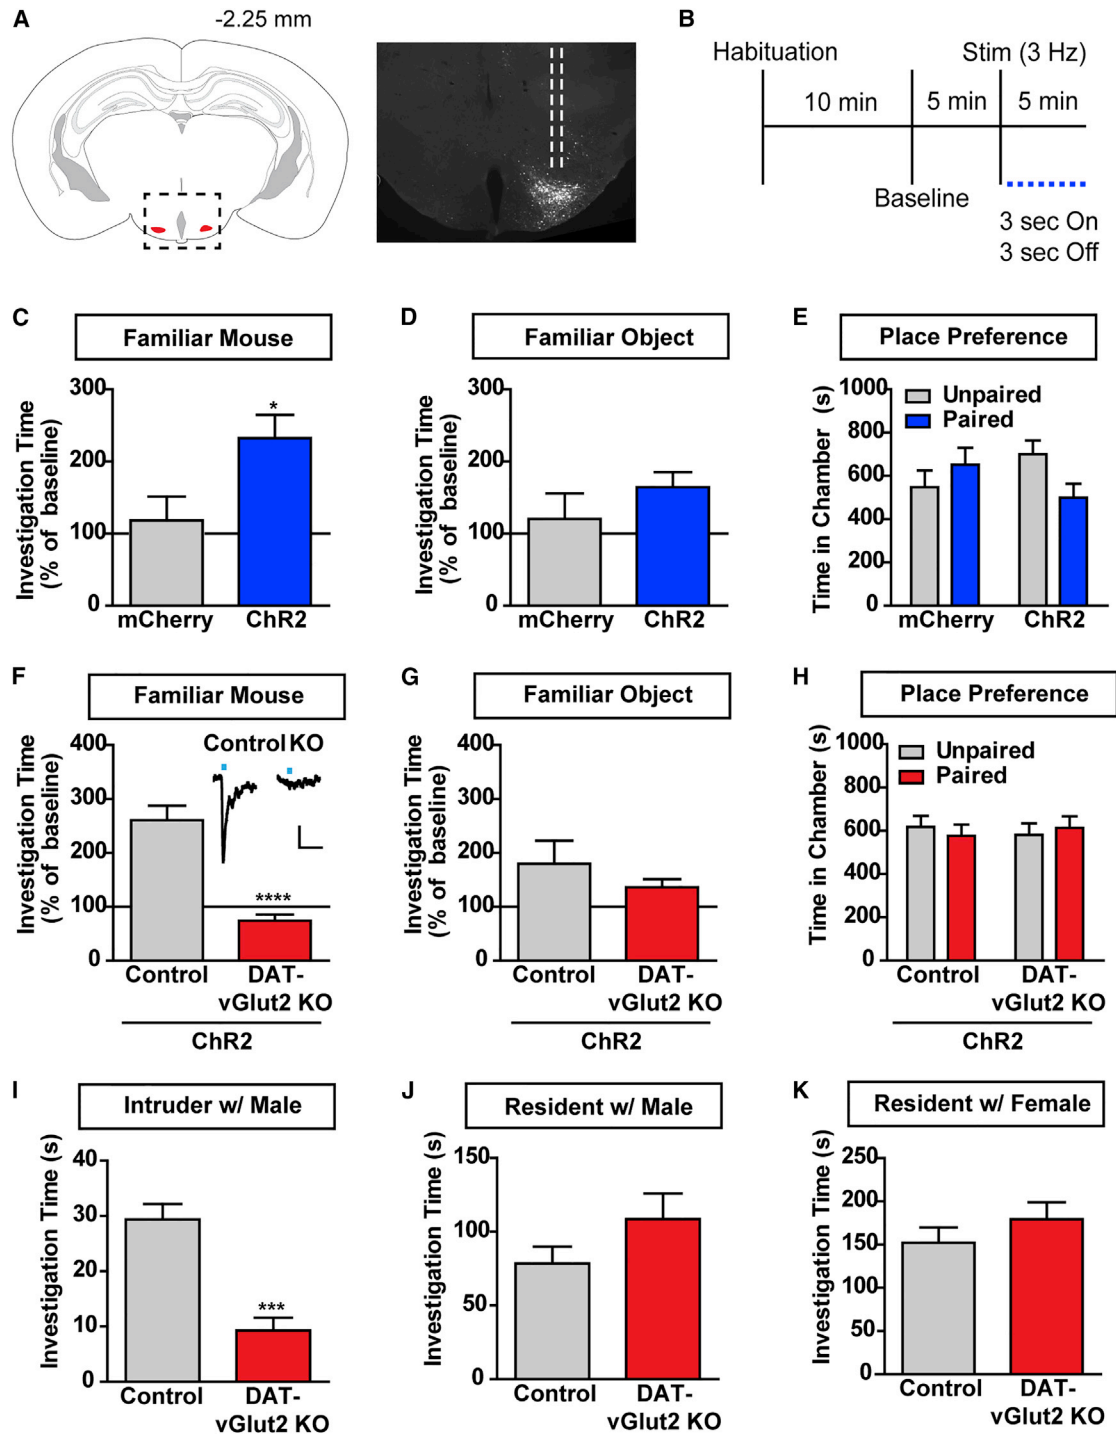 A
-2.25 mm
B
Habituation
Stim (3 Hz)
10 min
5 min
5 min
Baseline
3 sec On
3 sec Off
C
Familiar Mouse
Investigation Time
(% of baseline)
300
200
100
0
*
mCherry
ChR2
D
Familiar Object
Investigation Time
(% of baseline)
300
200
100
0
mCherry
ChR2
E
Place Preference
Time in Chamber (s)
1000
800
600
400
200
0
Unpaired
Paired
mCherry
ChR2
F
Familiar Mouse
Investigation Time
(% of baseline)
400
300
200
100
0
Control KO
****
Control
DAT-
vGlut2 KO
ChR2
G
Familiar Object
Investigation Time
(% of baseline)
400
300
200
100
0
Control
DAT-
vGlut2 KO
ChR2
H
Place Preference
Time in Chamber (s)
1000
800
600
400
200
0
Unpaired
Paired
Control
DAT-
vGlut2 KO
ChR2
I
Intruder w/ Male
Investigation Time (s)
40
30
20
10
0
***
Control
DAT-
vGlut2 KO
J
Resident w/ Male
Investigation Time (s)
150
100
50
0
Control
DAT-
vGlut2 KO
K
Resident w/ Female
Investigation Time (s)
250
200
150
100
50
0
Control
DAT-
vGlut2 KO